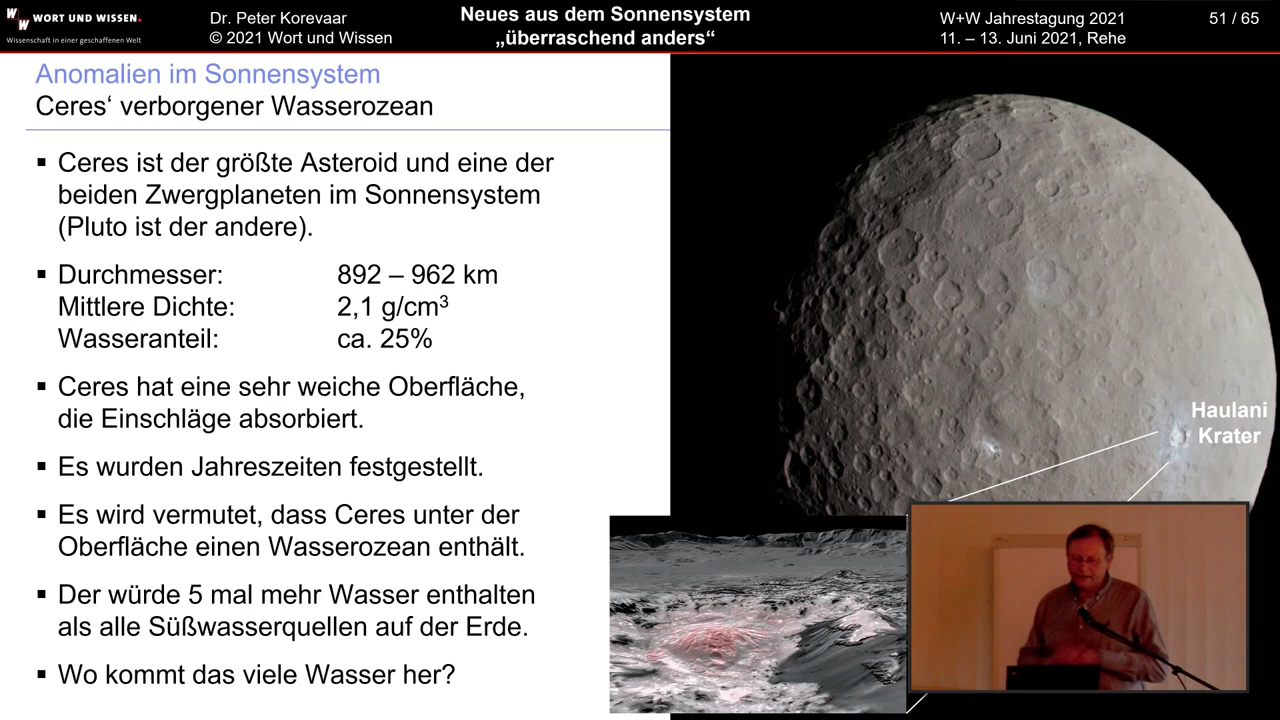 WORT UND WISSEN.
Wissenschaft in einer geschaffenen Welt
Dr. Peter Korevaar
© 2021 Wort und Wissen
Neues aus dem Sonnensystem
„überraschend anders“
W+W Jahrestagung 2021
11. – 13. Juni 2021, Rehe
51 / 65
Anomalien im Sonnensystem
Ceres‘ verborgener Wasserozean
▪ Ceres ist der größte Asteroid und eine der
beiden Zwergplaneten im Sonnensystem
(Pluto ist der andere).
▪ Durchmesser: 892 – 962 km
Mittlere Dichte: 2,1 g/cm³
Wasseranteil: ca. 25%
▪ Ceres hat eine sehr weiche Oberfläche,
die Einschläge absorbiert.
▪ Es wurden Jahreszeiten festgestellt.
▪ Es wird vermutet, dass Ceres unter der
Oberfläche einen Wasserozean enthält.
▪ Der würde 5 mal mehr Wasser enthalten
als alle Süßwasserquellen auf der Erde.
▪ Wo kommt das viele Wasser her?
Haulani
Krater